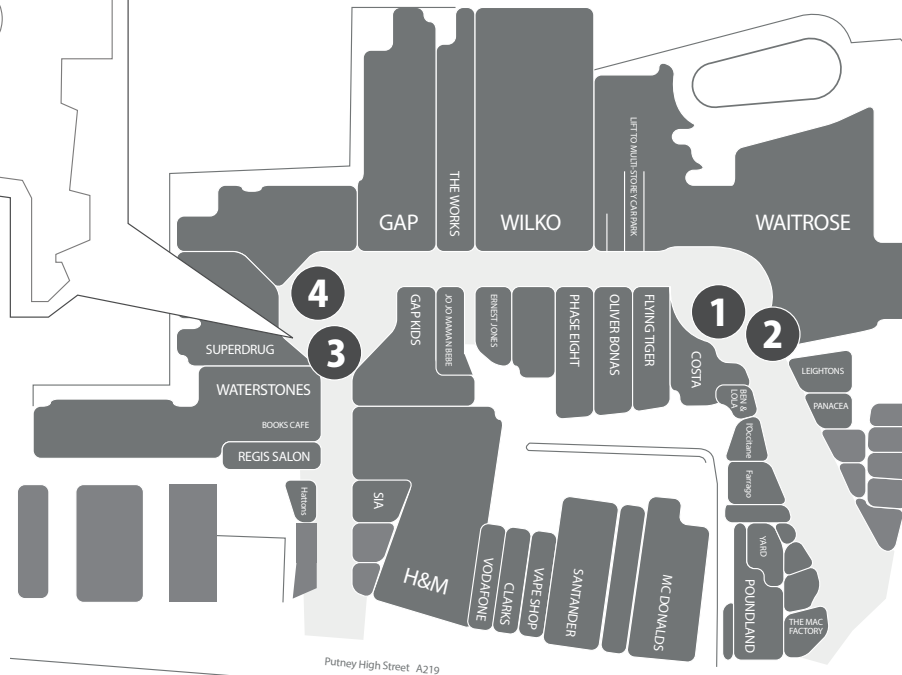 GAP
THE WORKS
WILKO
LIFT TO MULTI-STOREY CAR PARK
WAITROSE
4
3
1
2
GAP KIDS
JO JO MAMAN BEBE
ERNEST JONES
PHASE EIGHT
OLIVER BONAS
FLYING TIGER
COSTA
BEN &
LOLA
l'Occitane
Farrago
LEIGHTONS
PANACEA
SUPERDRUG
WATERSTONES
BOOKS CAFE
REGIS SALON
Hattons
SIA
H&M
VODAFONE
CLARKS
VAPE SHOP
SANTANDER
MC DONALDS
YARD
POUNDLAND
THE MAC
FACTORY
Putney High Street A219